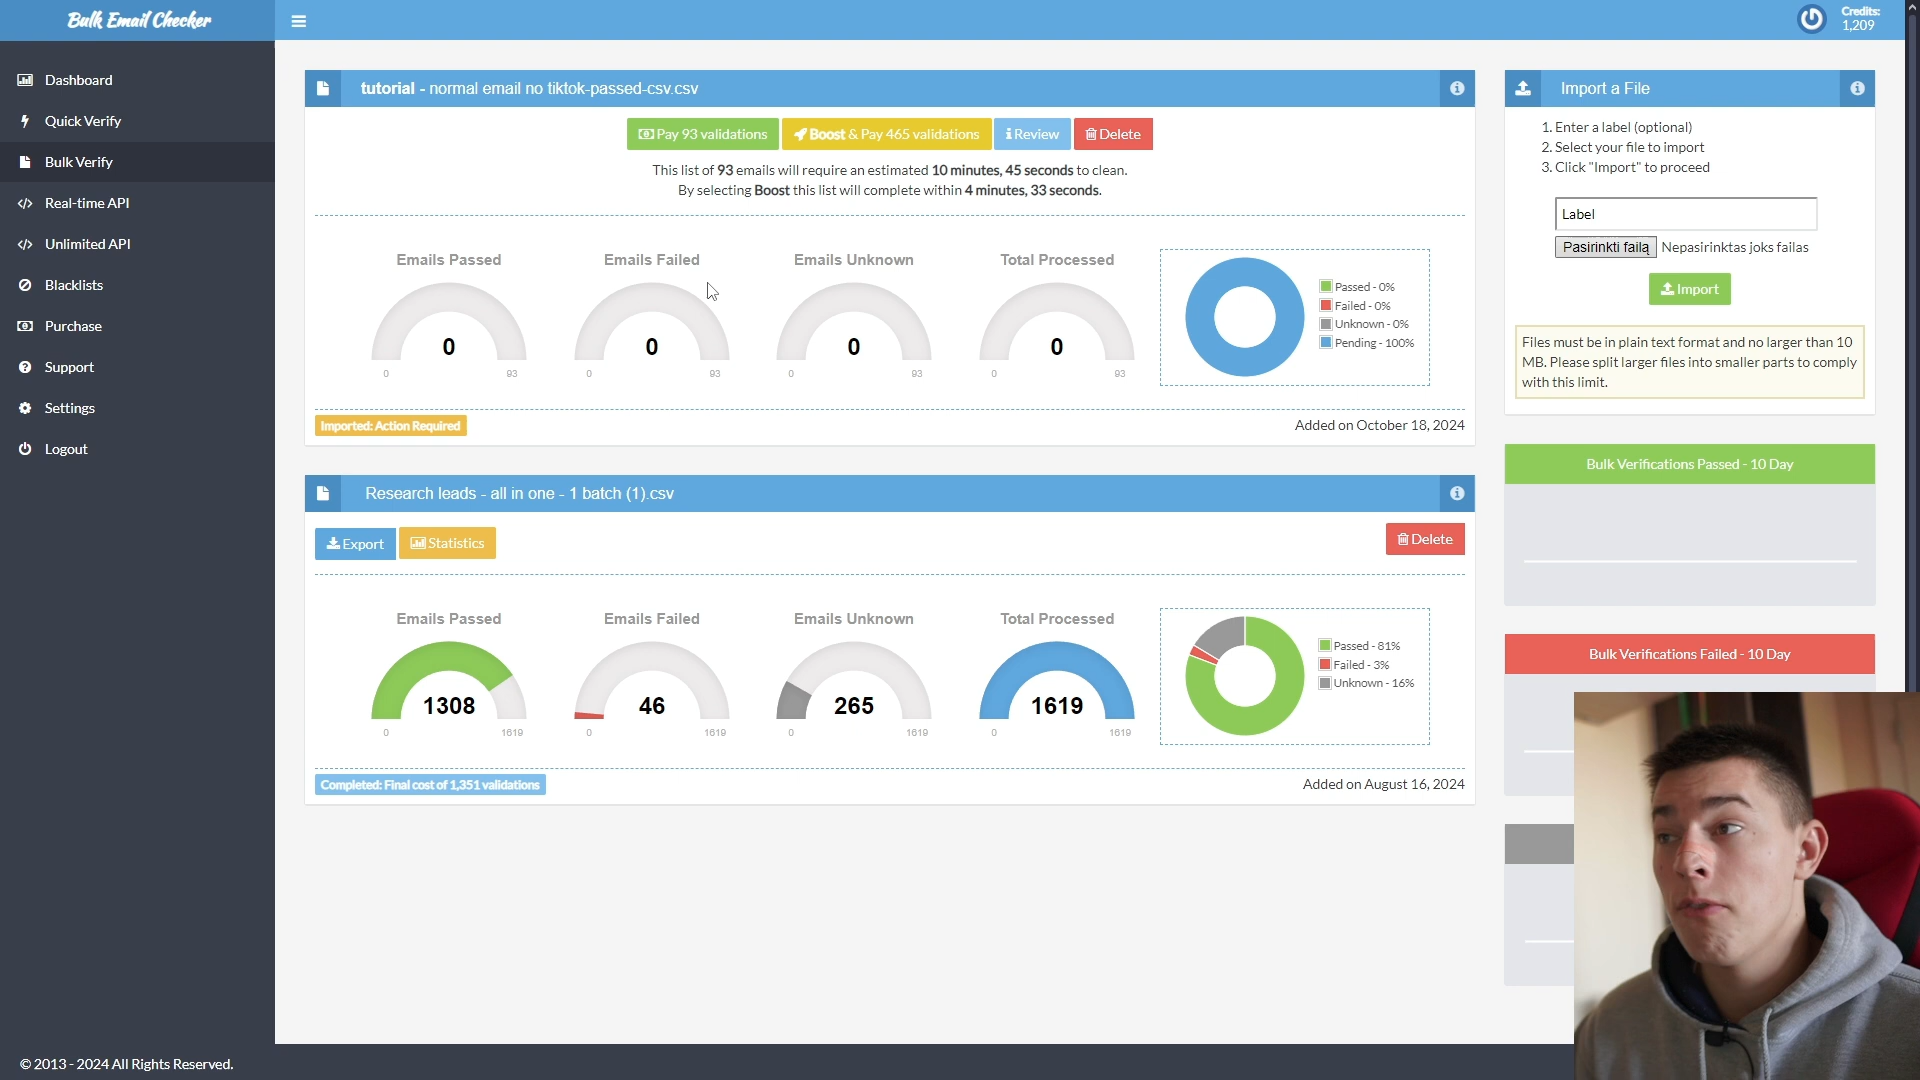 Bulk Email Checker
Credits:
1,209
Dashboard
Quick Verify
Bulk Verify
Real-time API
Unlimited API
Blacklists
Purchase
Support
Settings
Logout
© 2013 - 2024 All Rights Reserved.
tutorial - normal email no tiktok-passed-csv.csv
Pay 93 validations
Boost & Pay 465 validations
Review
Delete
This list of 93 emails will require an estimated 10 minutes, 45 seconds to clean.
By selecting Boost this list will complete within 4 minutes, 33 seconds.
Emails Passed
0
0 93
Emails Failed
0
0 93
Emails Unknown
0
0 93
Total Processed
0
0 93
Passed - 0%
Failed - 0%
Unknown - 0%
Pending - 100%
Imported: Action Required
Added on October 18, 2024
Research leads - all in one - 1 batch (1).csv
Export
Statistics
Delete
Emails Passed
1308
0 1619
Emails Failed
46
0 1619
Emails Unknown
265
0 1619
Total Processed
1619
0 1619
Passed - 81%
Failed - 3%
Unknown - 16%
Completed: Final cost of 1,351 validations
Added on August 16, 2024
Import a File
1. Enter a label (optional)
2. Select your file to import
3. Click "Import" to proceed
Label
Pasirinkti failą Nepasirinktas joks failas
Import
Files must be in plain text format and no larger than 10
MB. Please split larger files into smaller parts to comply
with this limit.
Bulk Verifications Passed - 10 Day
Bulk Verifications Failed - 10 Day